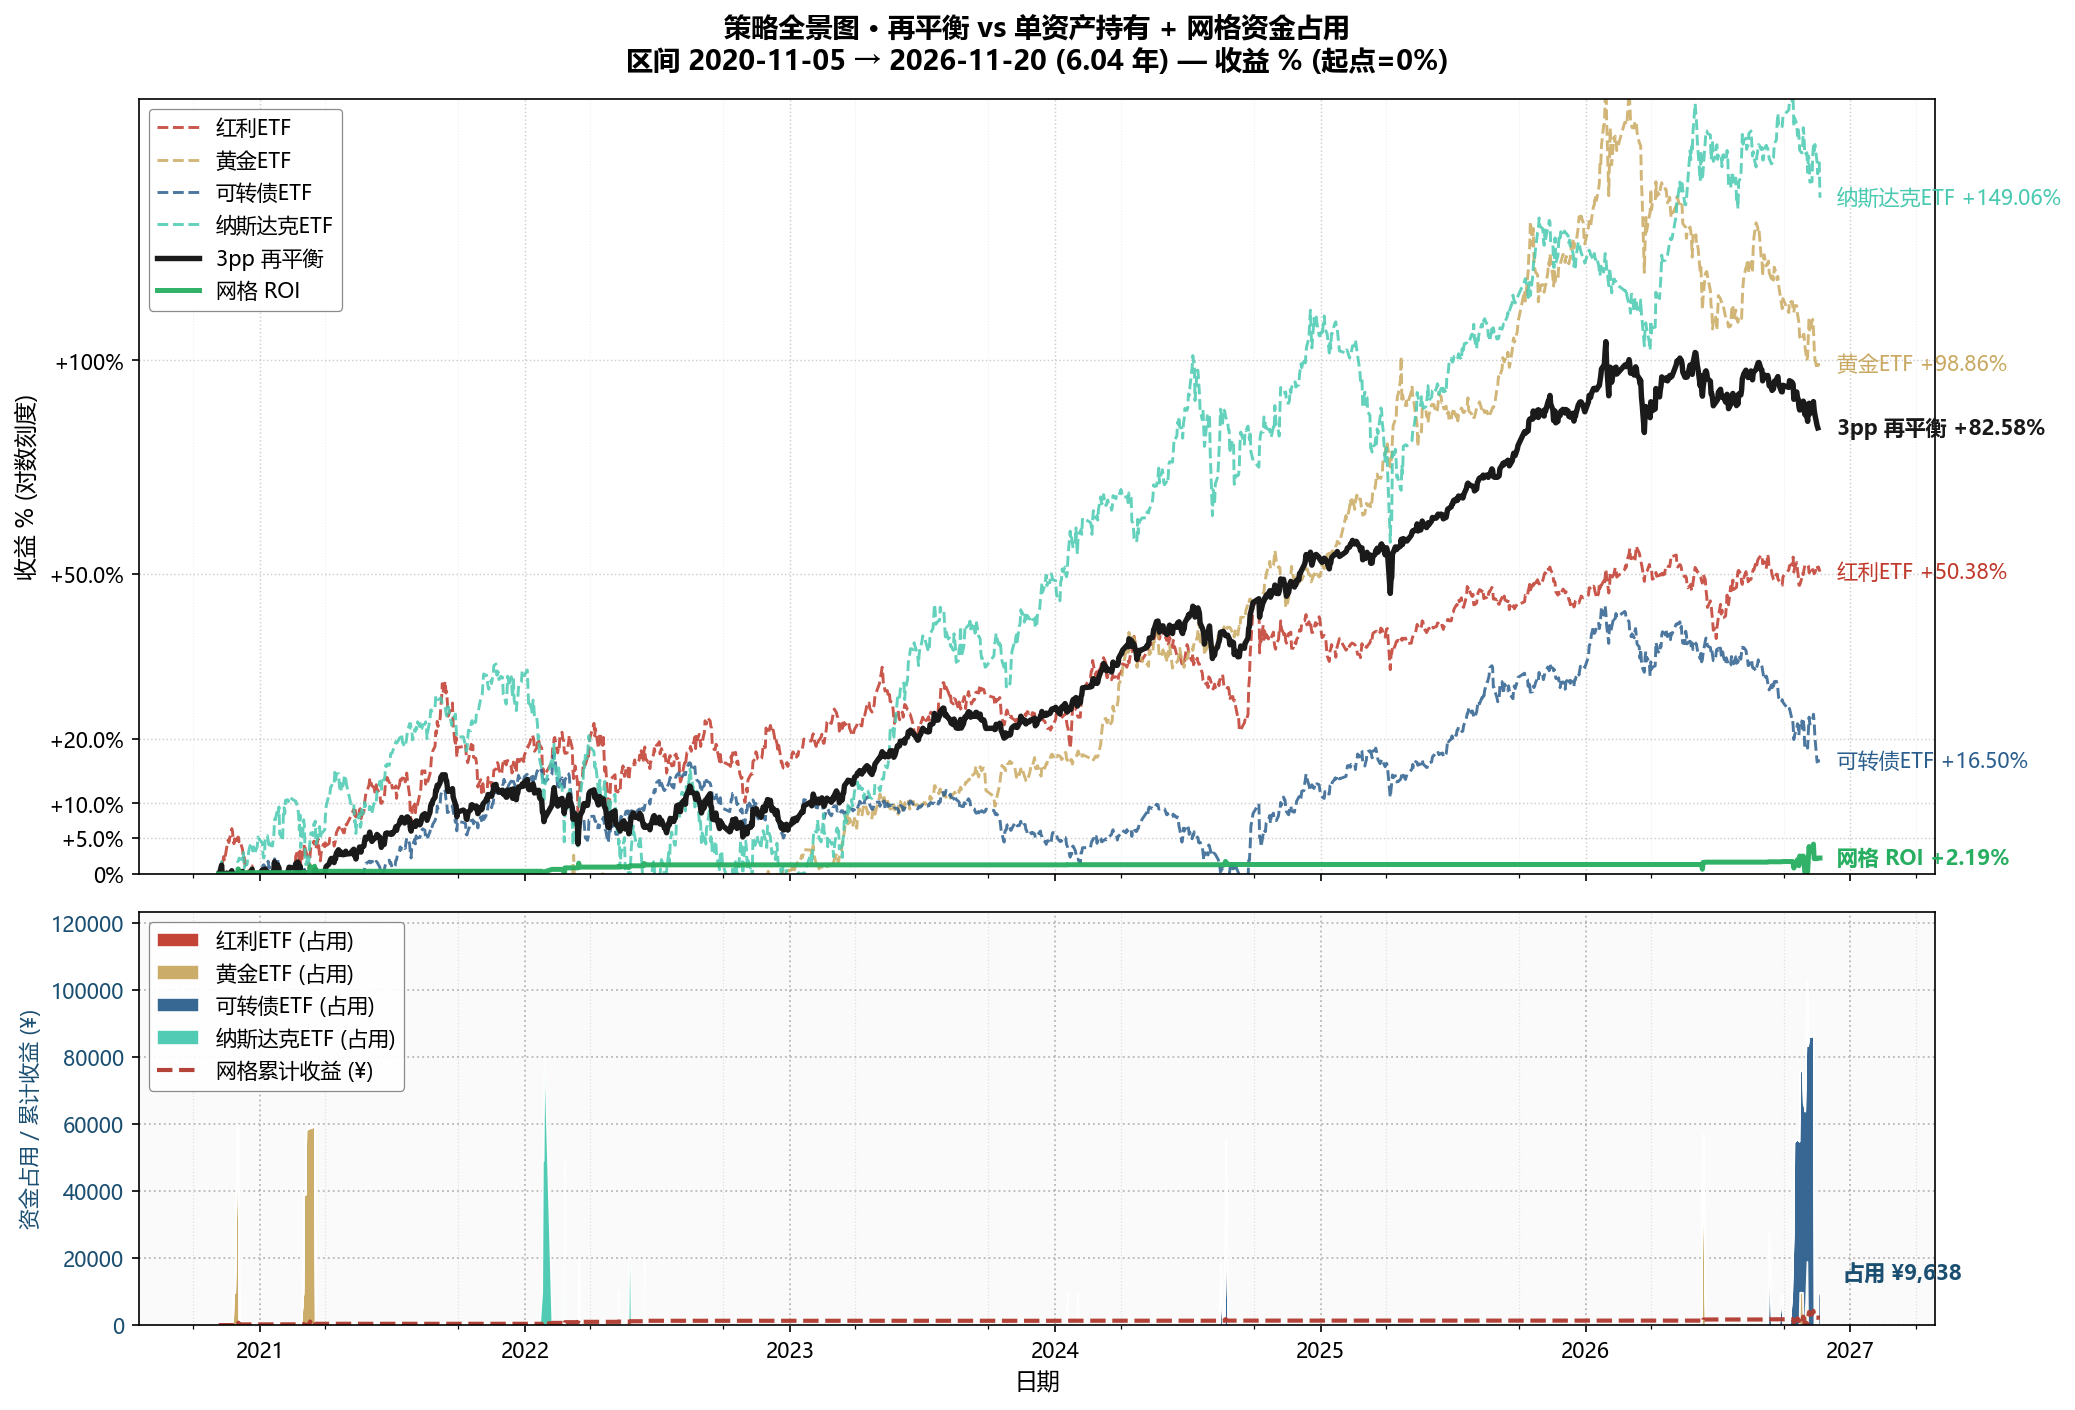 策略全景图 · 再平衡 vs 单资产持有 + 网格资金占用
区间 2020-11-05 → 2026-11-20 (6.04 年) — 收益 % (起点=0%)
红利ETF
黄金ETF
可转债ETF
纳斯达克ETF
3pp 再平衡
网格 ROI
收益 % (对数刻度)
+100%
+50.0%
+20.0%
+10.0%
+5.0%
0%
纳斯达克ETF +149.06%
黄金ETF +98.86%
3pp 再平衡 +82.58%
红利ETF +50.38%
可转债ETF +16.50%
网格 ROI +2.19%
资金占用 / 累计收益 (¥)
120000
100000
80000
60000
40000
20000
0
红利ETF (占用)
黄金ETF (占用)
可转债ETF (占用)
纳斯达克ETF (占用)
网格累计收益 (¥)
占用 ¥9,638
2021
2022
2023
2024
2025
2026
2027
日期